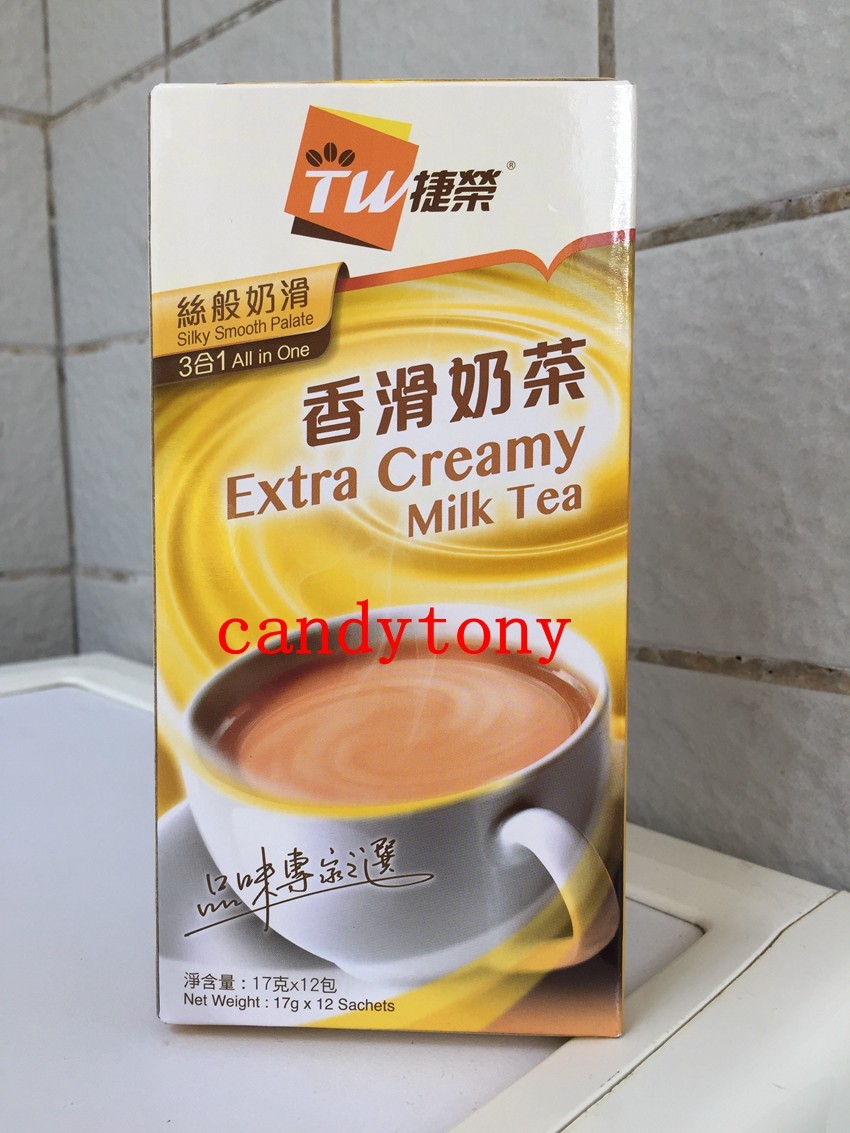 TW捷榮®
絲般奶滑
Silky Smooth Palate
3合1 All in One
香滑奶茶
Extra Creamy
Milk Tea
candytony
品味專家之選
淨含量：17克x12包
Net Weight : 17g x 12 Sachets